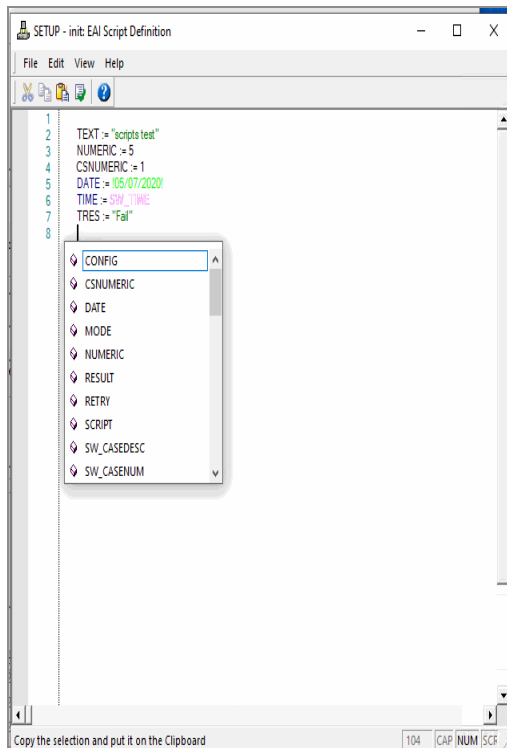 SETUP - init: EAI Script Definition
File Edit View Help
1
2 TEXT := "scripts test"
3 NUMERIC := 5
4 CSNUMERIC := 1
5 DATE := !05/07/2020!
6 TIME := SW_TIME
7 TRES := "Fail"
8
CONFIG
CSNUMERIC
DATE
MODE
NUMERIC
RESULT
RETRY
SCRIPT
SW_CASEDESC
SW_CASENUM
Copy the selection and put it on the Clipboard 104 CAP NUM SCR